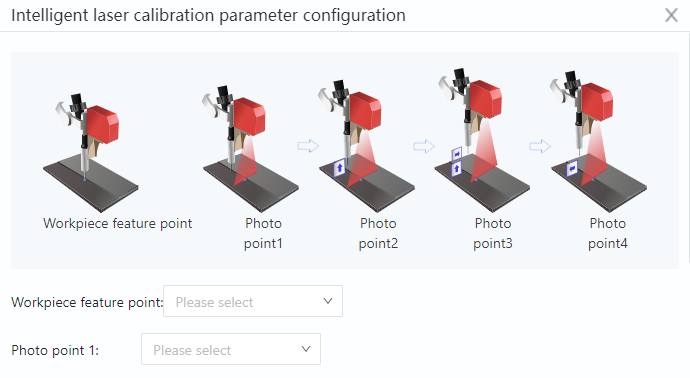 Intelligent laser calibration parameter configuration
Workpiece feature point
Photo point1
Photo point2
Photo point3
Photo point4
Workpiece feature point: Please select
Photo point 1: Please select